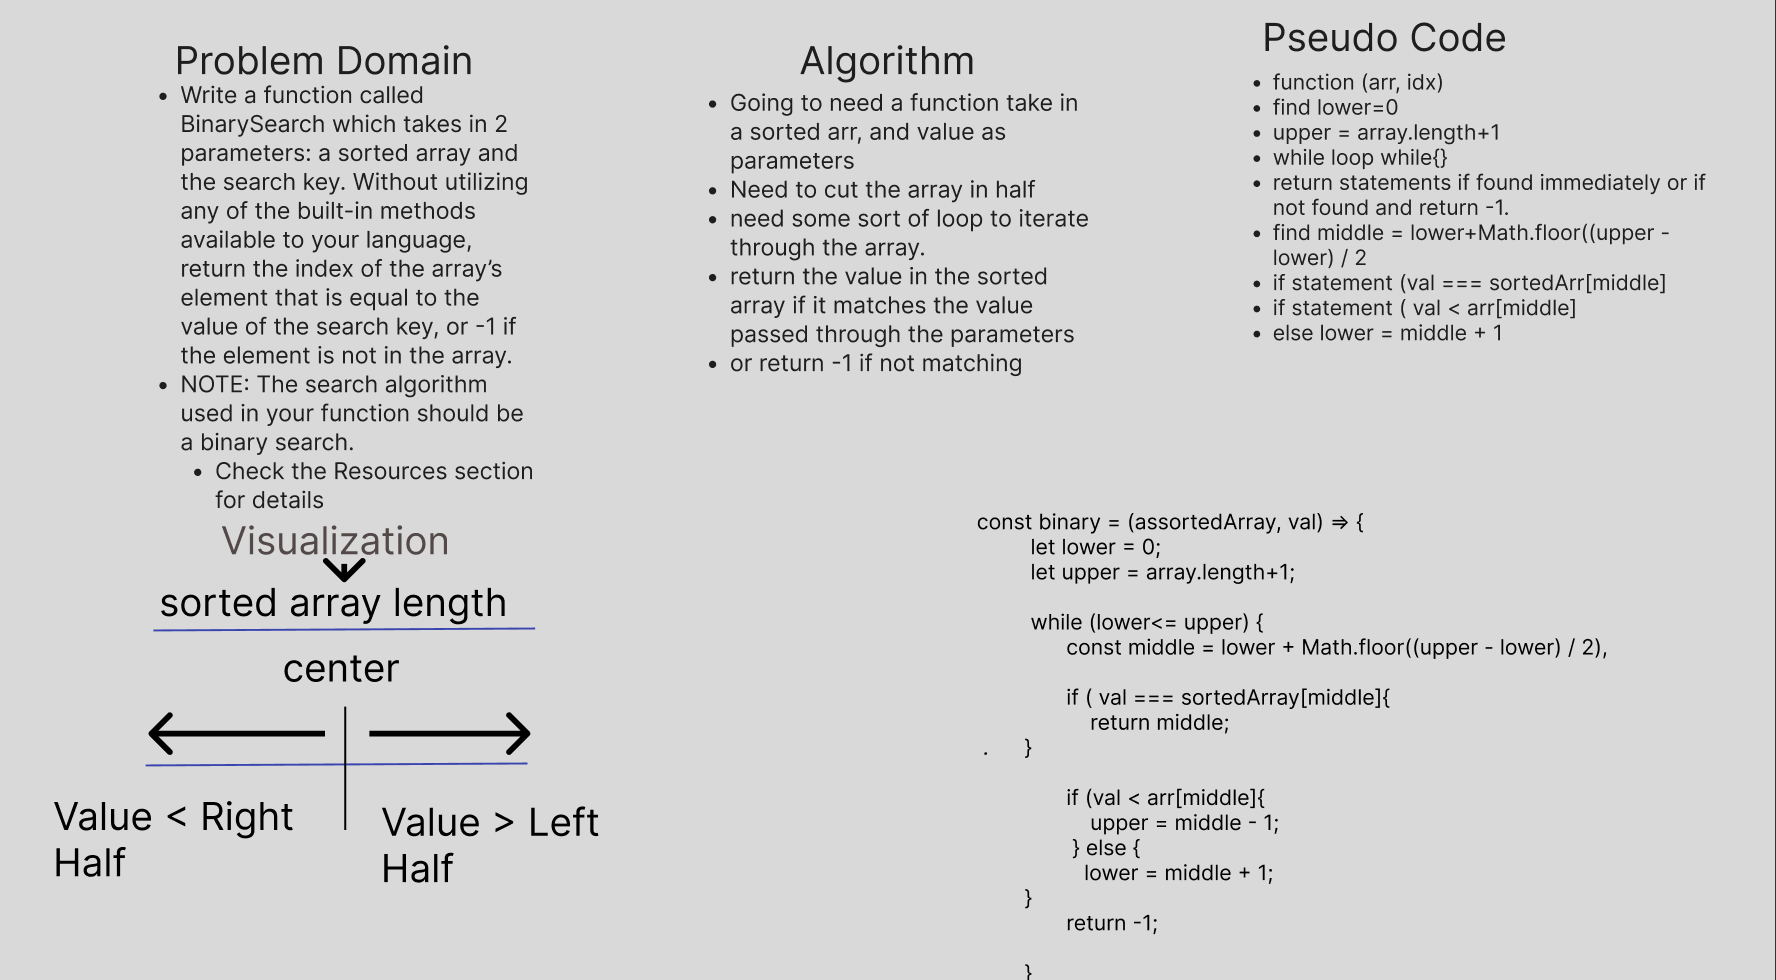 Problem Domain
• Write a function called
BinarySearch which takes in 2
parameters: a sorted array and
the search key. Without utilizing
any of the built-in methods
available to your language,
return the index of the array’s
element that is equal to the
value of the search key, or -1 if
the element is not in the array.
• NOTE: The search algorithm
used in your function should be
a binary search.
• Check the Resources section
for details
Visualization
sorted array length
center
Value < Right
Half
Value > Left
Half
Algorithm
• Going to need a function take in
a sorted arr, and value as
parameters
• Need to cut the array in half
• need some sort of loop to iterate
through the array.
• return the value in the sorted
array if it matches the value
passed through the parameters
• or return -1 if not matching
Pseudo Code
• function (arr, idx)
• find lower=0
• upper = array.length+1
• while loop while{}
• return statements if found immediately or if
not found and return -1.
• find middle = lower+Math.floor((upper -
lower) / 2
• if statement (val === sortedArr[middle]
• if statement ( val < arr[middle]
• else lower = middle + 1
const binary = (assortedArray, val) => {
let lower = 0;
let upper = array.length+1;
while (lower<= upper) {
const middle = lower + Math.floor((upper - lower) / 2),
if ( val === sortedArray[middle]{
return middle;
. }
if (val < arr[middle]{
upper = middle - 1;
} else {
lower = middle + 1;
}
return -1;
}